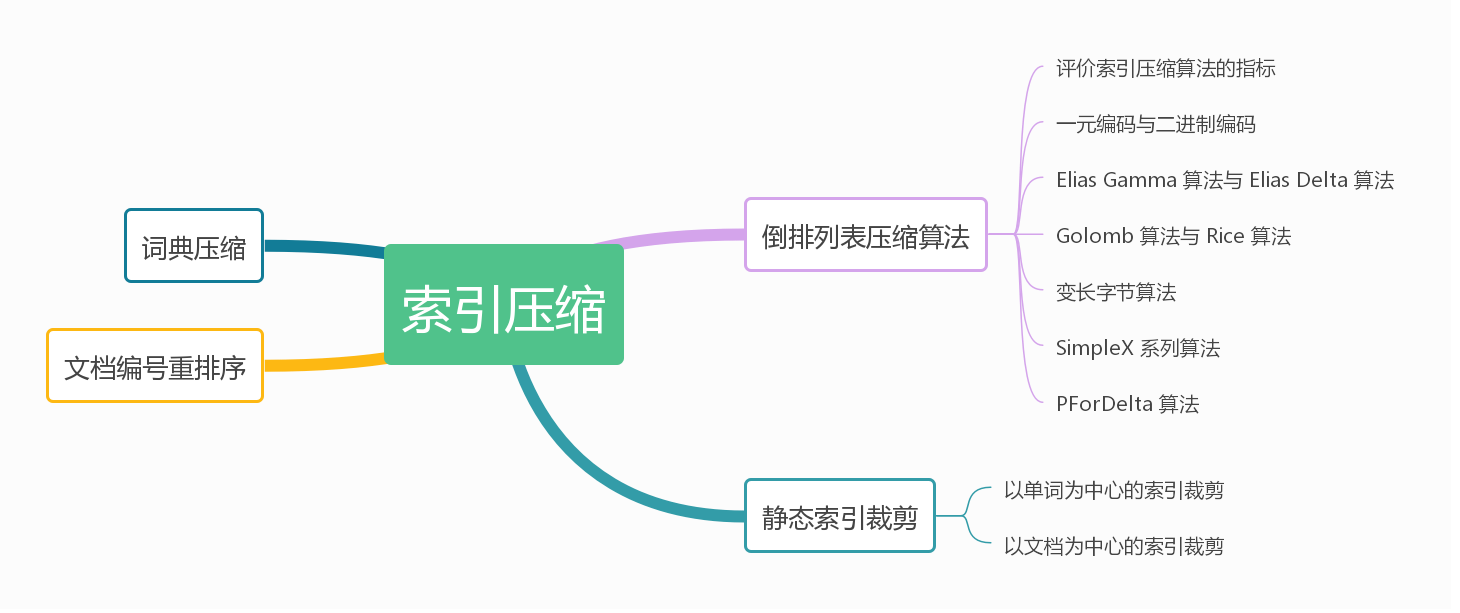 索引压缩
词典压缩
文档编号重排序
倒排列表压缩算法
评价索引压缩算法的指标
一元编码与二进制编码
Elias Gamma 算法与 Elias Delta 算法
Golomb 算法与 Rice 算法
变长字节算法
SimpleX 系列算法
PForDelta 算法
静态索引裁剪
以单词为中心的索引裁剪
以文档为中心的索引裁剪